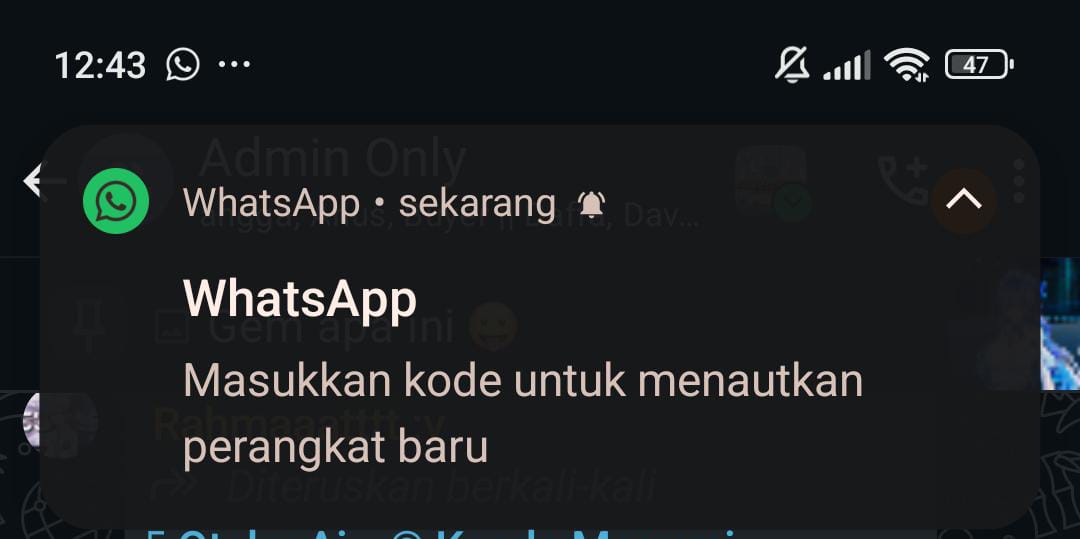 12:43
47
Admin Only
WhatsApp • sekarang
WhatsApp
Gem apa ini 😀
Masukkan kode untuk menautkan
perangkat baru
Rahmaaatttt :v
Diteruskan berkali-kali